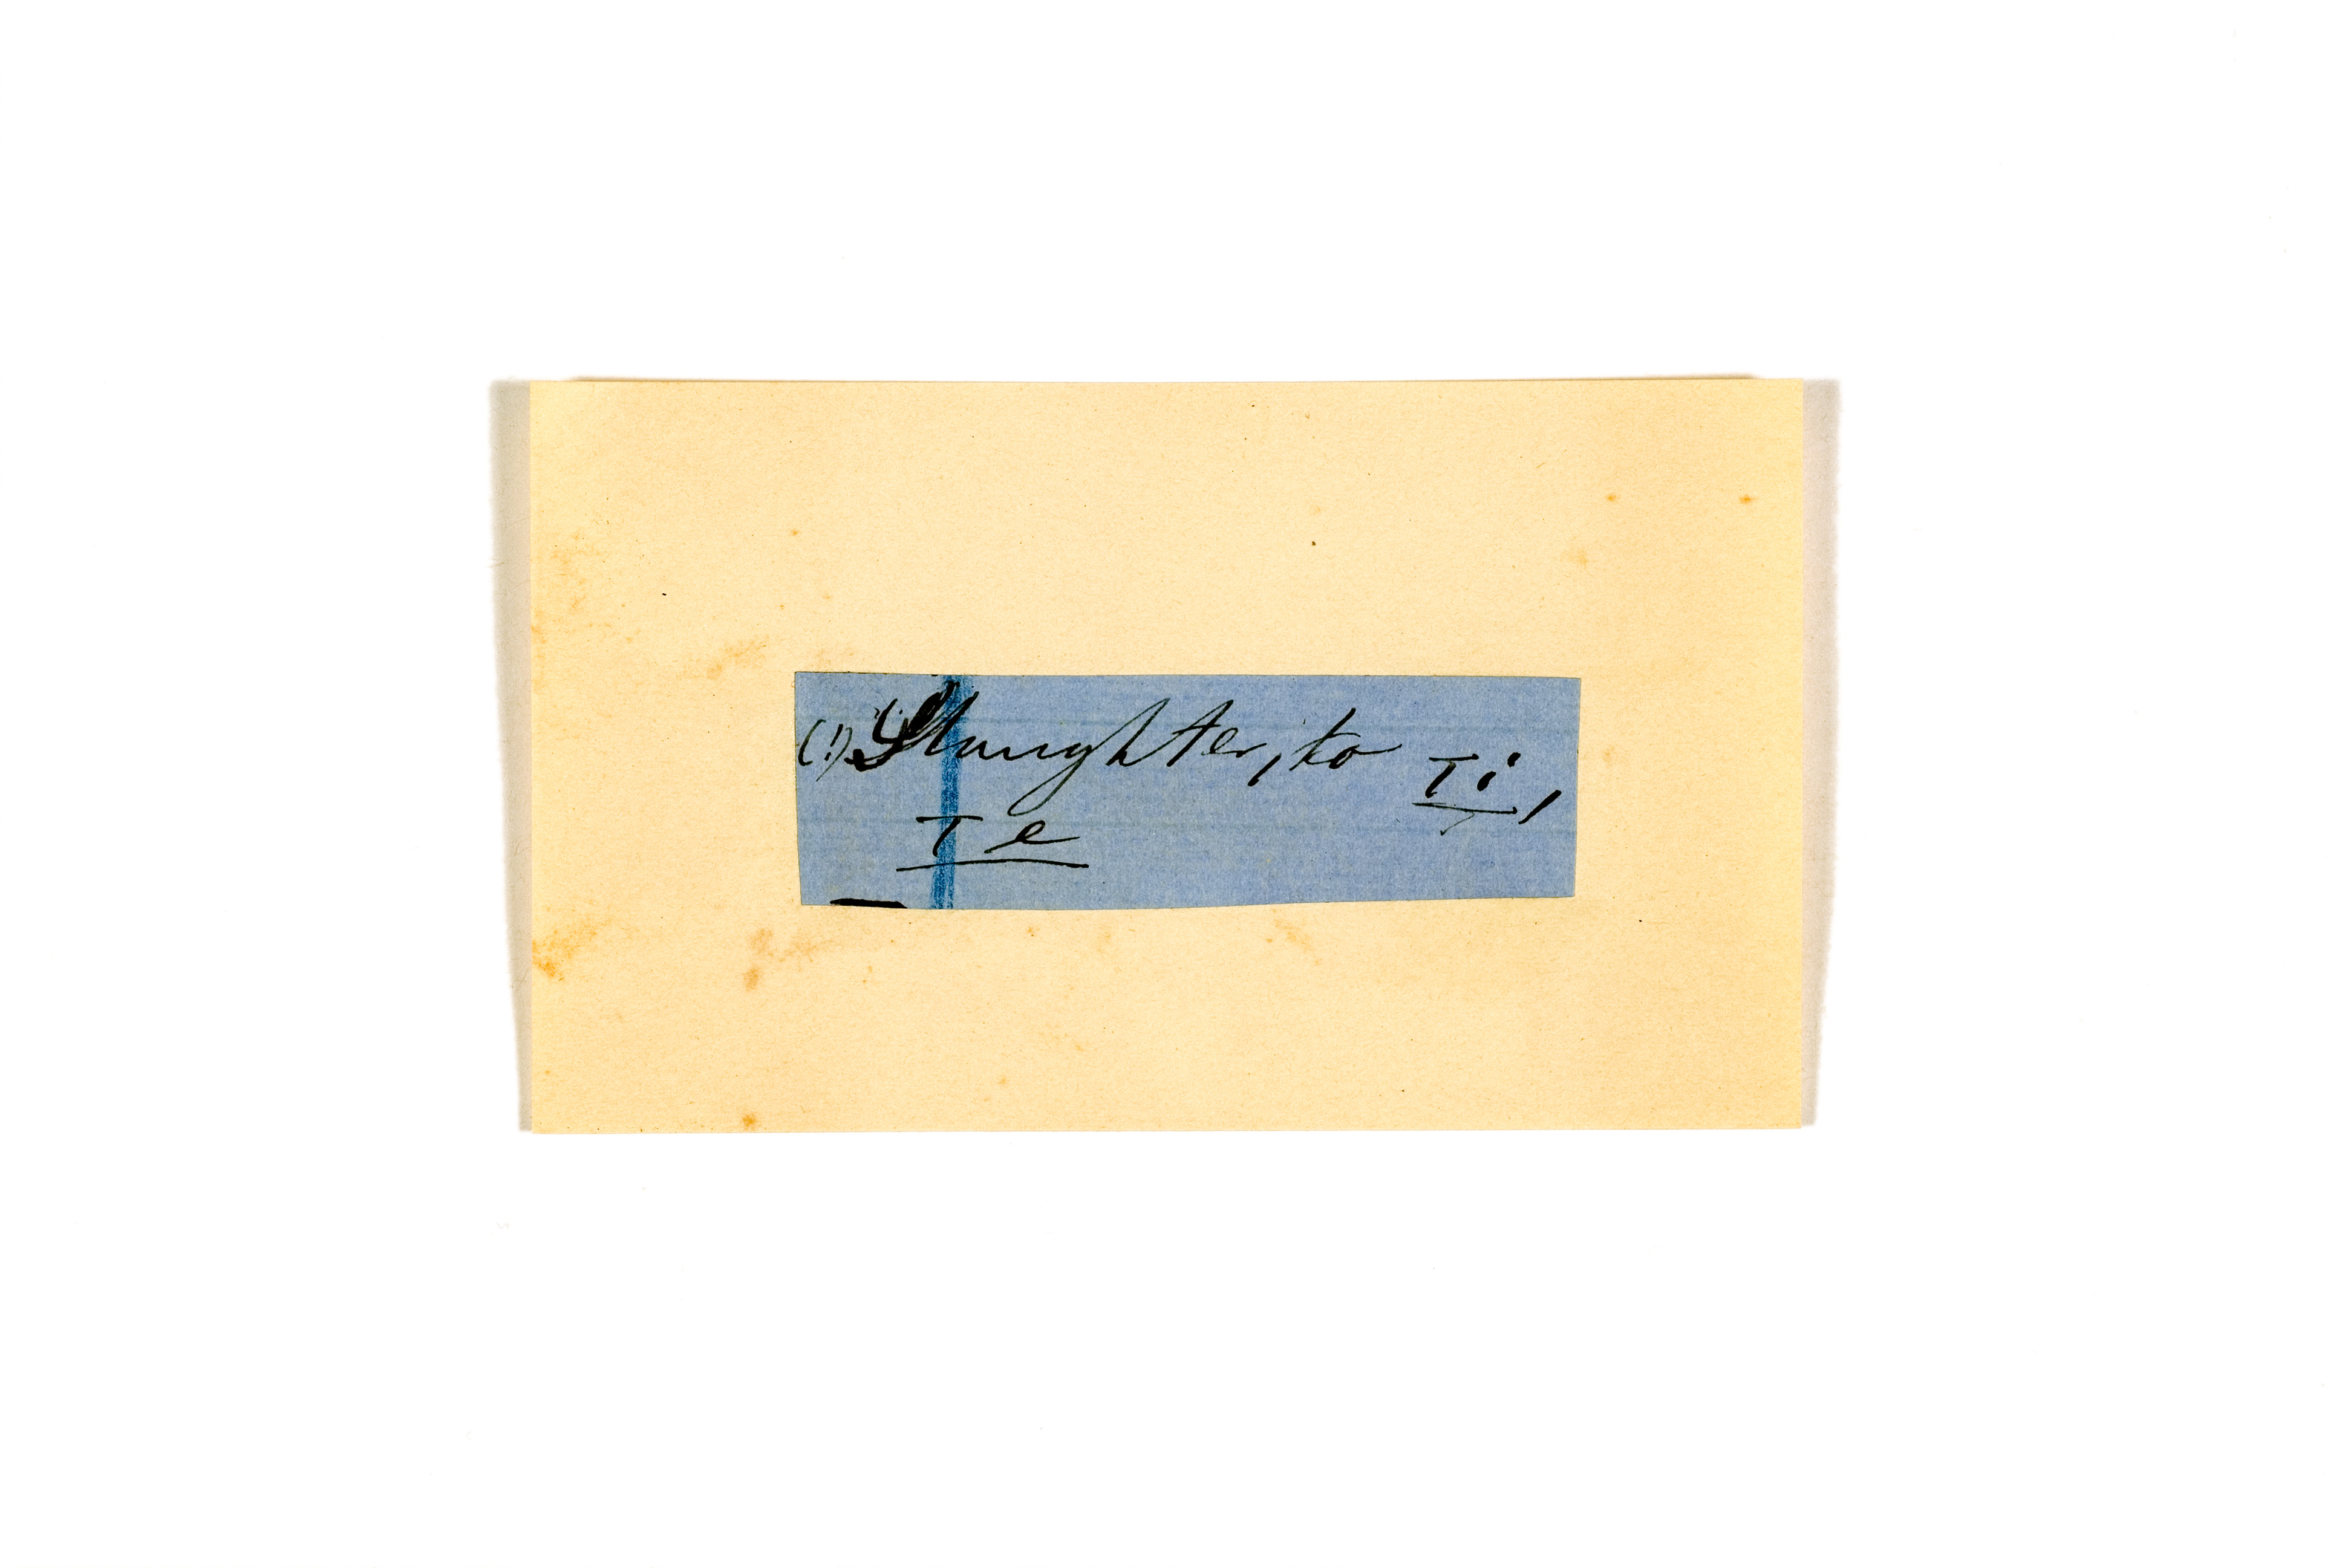 (1) Slaughter, to Ti,
Te